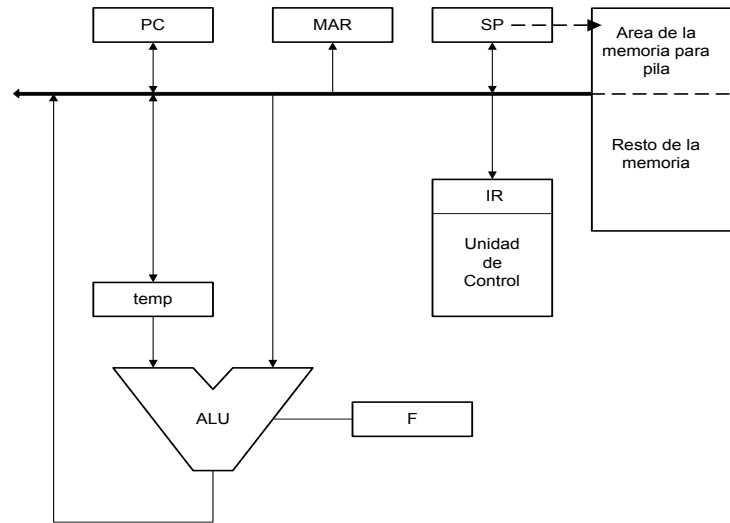 PC
MAR
SP
Area de la
memoria para
pila
Resto de la
memoria
IR
Unidad
de
Control
temp
ALU
F